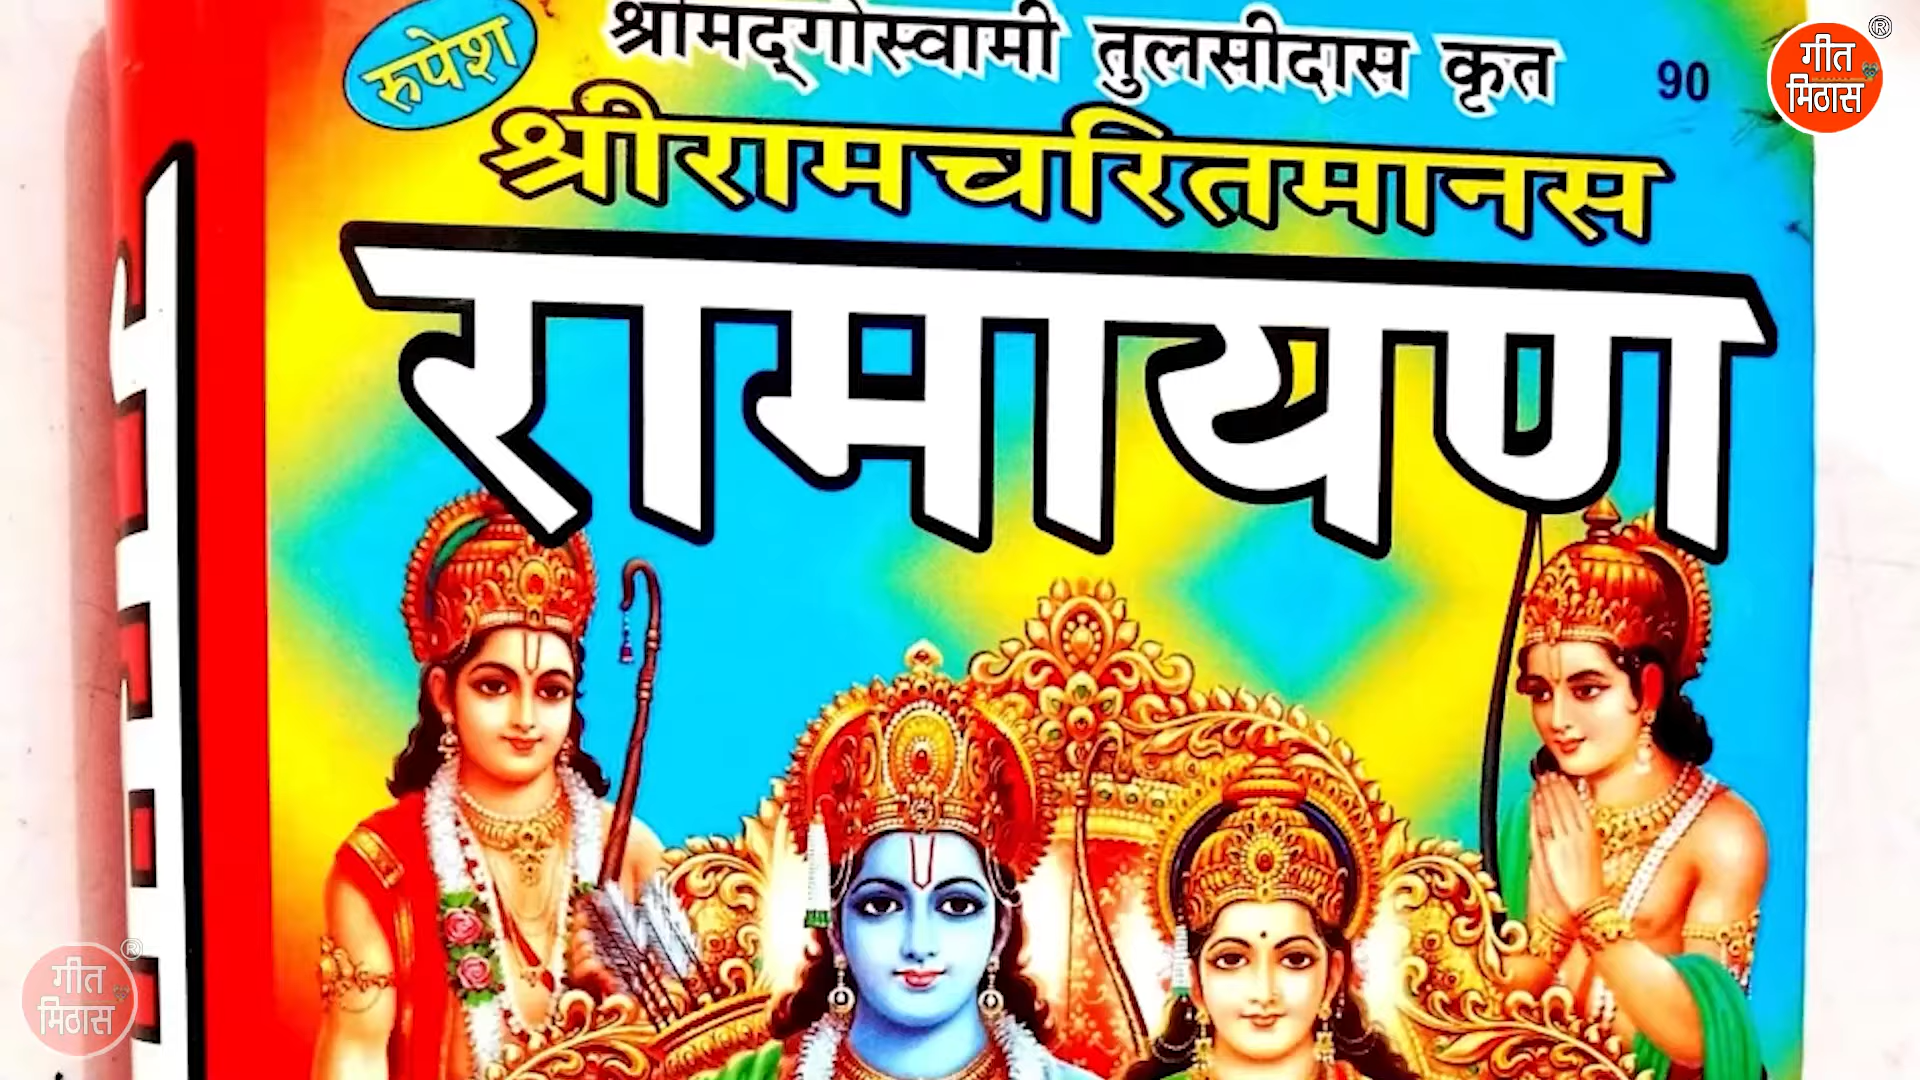 रुपेश
श्रीमद्‌गोस्वामी तुलसीदास कृत
90
श्रीरामचरितमानस
रामायण
गीत
मिठास
®
गीत
मिठास
®